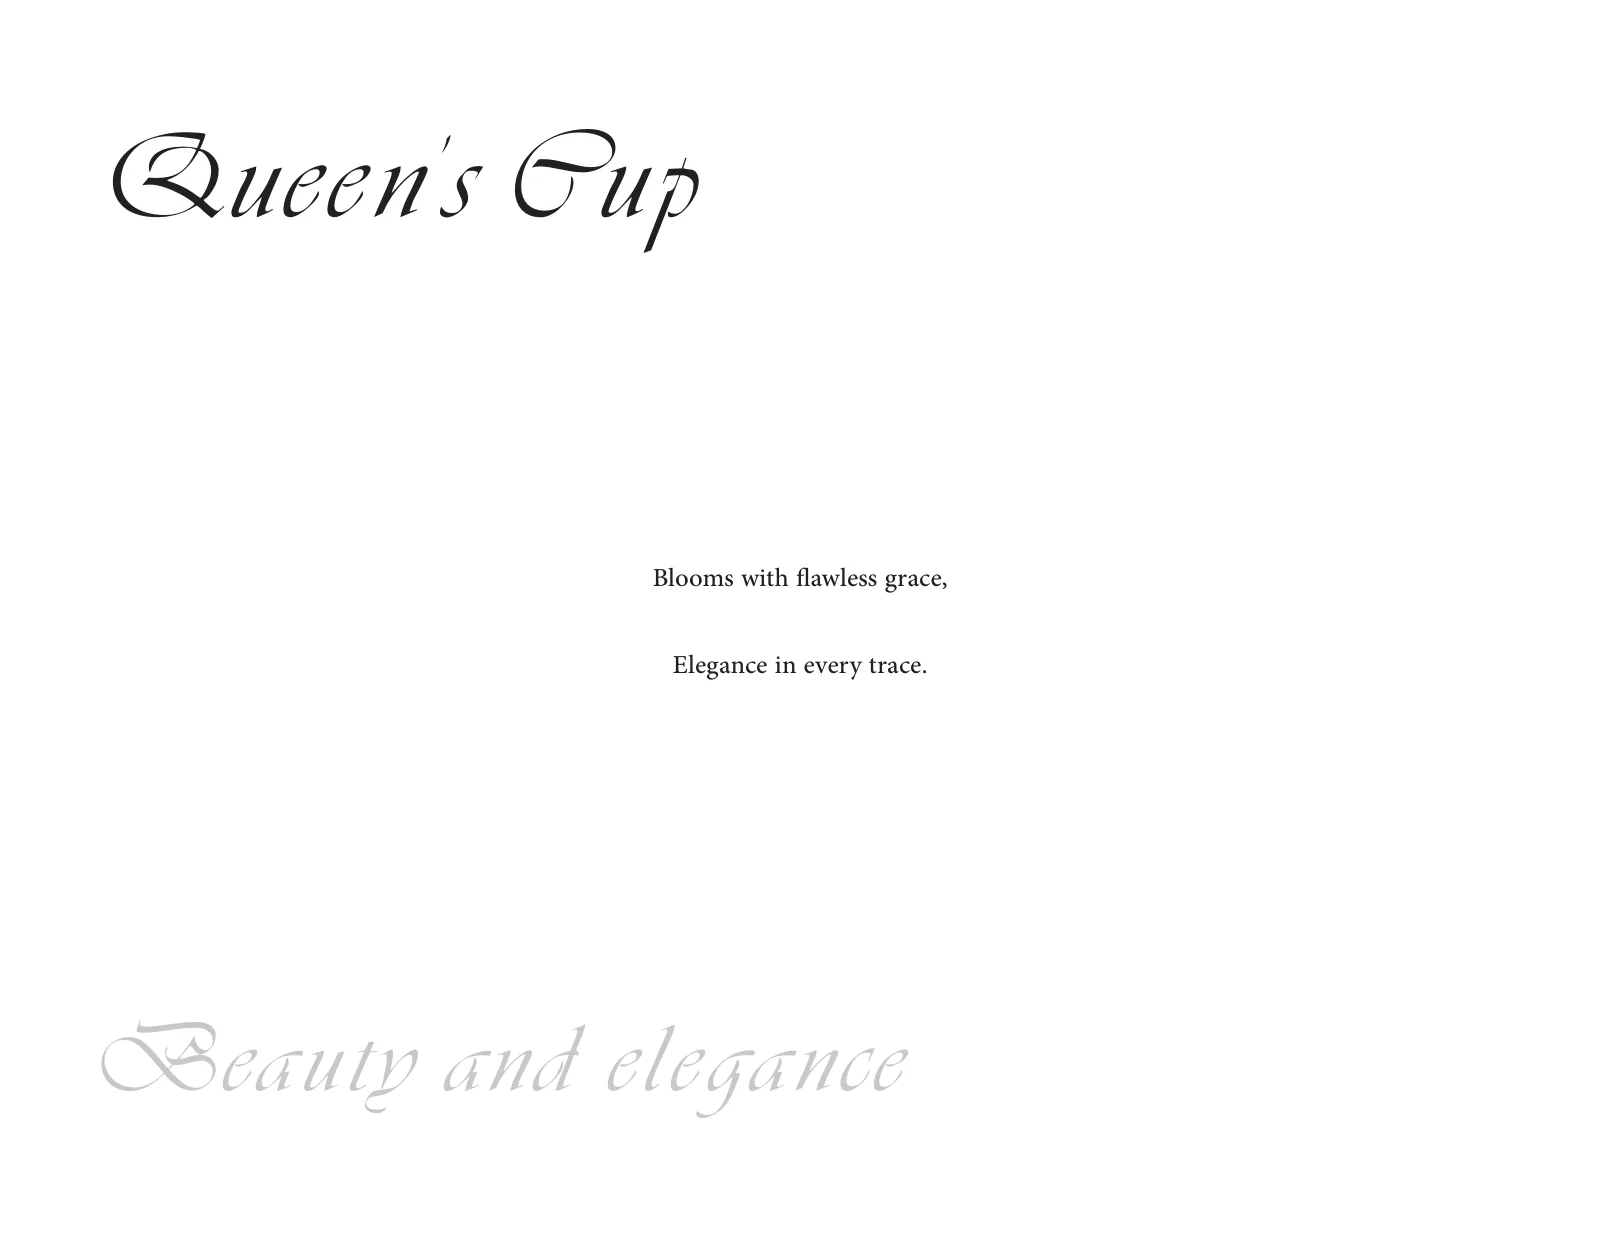 Queen's Cup
Blooms with flawless grace,
Elegance in every trace.
Beauty and elegance